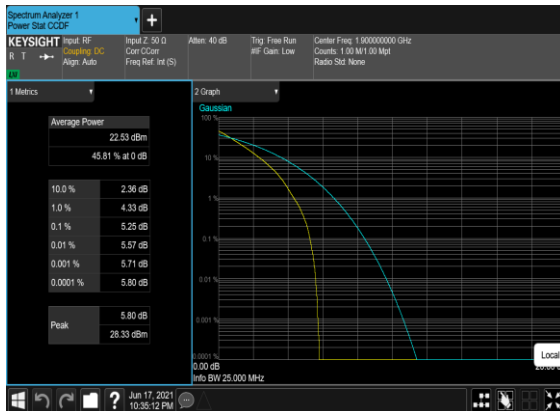 Spectrum Analyzer 1
Power Stat CCDF
KEYSIGHT
R T
LXI
Input: RF
Coupling: DC
Align: Auto
Input Z: 50 Ω
Corr CCorr
Freq Ref: Int (S)
Atten: 40 dB
Trig: Free Run
#IF Gain: Low
Center Freq: 1.900000000 GHz
Counts: 1.00 M/1.00 Mpt
Radio Std: None
1 Metrics
Average Power
22.53 dBm
45.81 % at 0 dB
10.0 % 2.36 dB
1.0 % 4.33 dB
0.1 % 5.25 dB
0.01 % 5.57 dB
0.001 % 5.71 dB
0.0001 % 5.80 dB
Peak
5.80 dB
28.33 dBm
2 Graph
Gaussian
100 %
10 %
1 %
0.1 %
0.01 %
0.001 %
0.0001 %
0.00 dB
Info BW 25.000 MHz
Local
?
Jun 17, 2021
10:35:12 PM